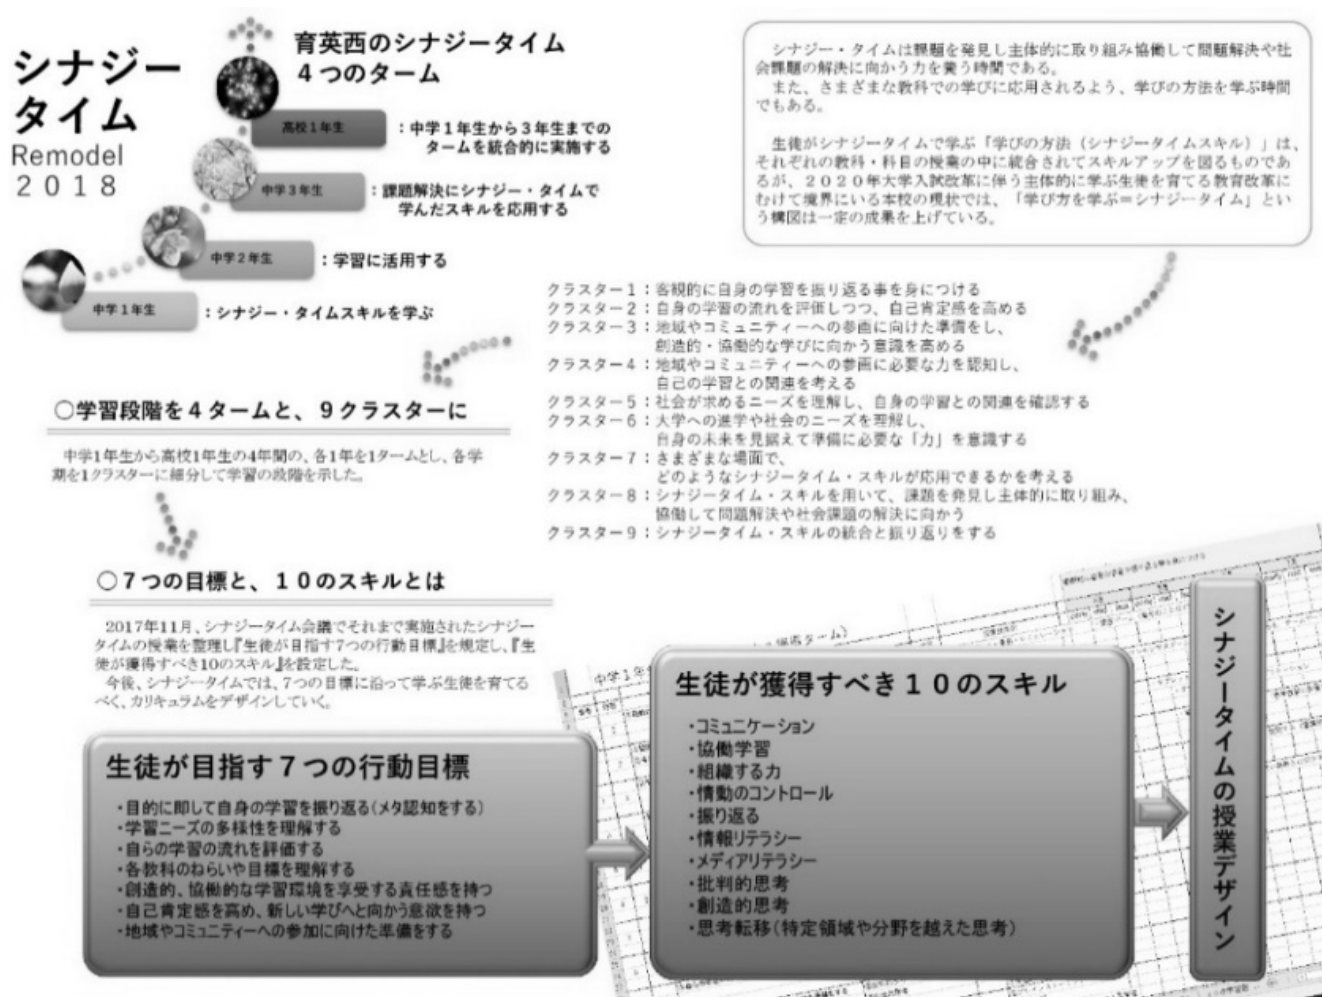 シナジー
タイム
Remodel
2018
育英西のシナジータイム
4つのターム
高校1年生
：中学1年生から3年生までの
タームを統合的に実施する
中学3年生
：課題解決にシナジー・タイムで
学んだスキルを応用する
中学2年生
：学習に活用する
中学1年生
：シナジー・タイムスキルを学ぶ
シナジー・タイムは課題を発見し主体的に取り組み協働して問題解決や社
会課題の解決に向かう力を養う時間である。
また、さまざまな教科での学びに応用されるよう、学びの方法を学ぶ時間
でもある。
生徒がシナジータイムで学ぶ「学びの方法（シナジータイムスキル）」は、
それぞれの教科・科目の授業の中に統合されてスキルアップを図るものであ
るが、2020年大学入試改革に伴う主体的に学ぶ生徒を育てる教育改革に
むけて境界にいる本校の現状では、「学び方を学ぶ＝シナジータイム」とい
う構図は一定の成果を上げている。
クラスター1：客観的に自身の学習を振り返る事を身につける
クラスター2：自身の学習の流れを評価しつつ、自己肯定感を高める
クラスター3：地域やコミュニティーへの参画に向けた準備をし、
創造的・協働的な学びに向かう意識を高める
クラスター4：地域やコミュニティーへの参画に必要な力を認知し、
自己の学習との関連を考える
クラスター5：社会が求めるニーズを理解し、自身の学習との関連を確認する
クラスター6：大学への進学や社会のニーズを理解し、
自身の未来を見据えて準備に必要な「力」を意識する
クラスター7：さまざまな場面で、
どのようなシナジータイム・スキルが応用できるかを考える
クラスター8：シナジータイム・スキルを用いて、課題を発見し主体的に取り組み、
協働して問題解決や社会課題の解決に向かう
クラスター9：シナジータイム・スキルの統合と振り返りをする
○学習段階を4タームと、9クラスターに
中学1年生から高校1年生の4年間の、各1年を1タームとし、各学
期を1クラスターに細分して学習の段階を示した。
○7つの目標と、10のスキルとは
2017年11月、シナジータイム会議でそれまで実施されたシナジー
タイムの授業を整理し『生徒が目指す7つの行動目標』を規定し、『生
徒が獲得すべき10のスキル』を設定した。
今後、シナジータイムでは、7つの目標に沿って学ぶ生徒を育てる
べく、カリキュラムをデザインしていく。
生徒が目指す7つの行動目標
・目的に即して自身の学習を振り返る（メタ認知をする）
・学習ニーズの多様性を理解する
・自らの学習の流れを評価する
・各教科のねらいや目標を理解する
・創造的、協働的な学習環境を享受する責任感を持つ
・自己肯定感を高め、新しい学びへと向かう意欲を持つ
・地域やコミュニティーへの参加に向けた準備をする
生徒が獲得すべき10のスキル
・コミュニケーション
・協働学習
・組織する力
・情動のコントロール
・振り返る
・情報リテラシー
・メディアリテラシー
・批判的思考
・創造的思考
・思考転移（特定領域や分野を越えた思考）
シナジータイムの授業デザイン